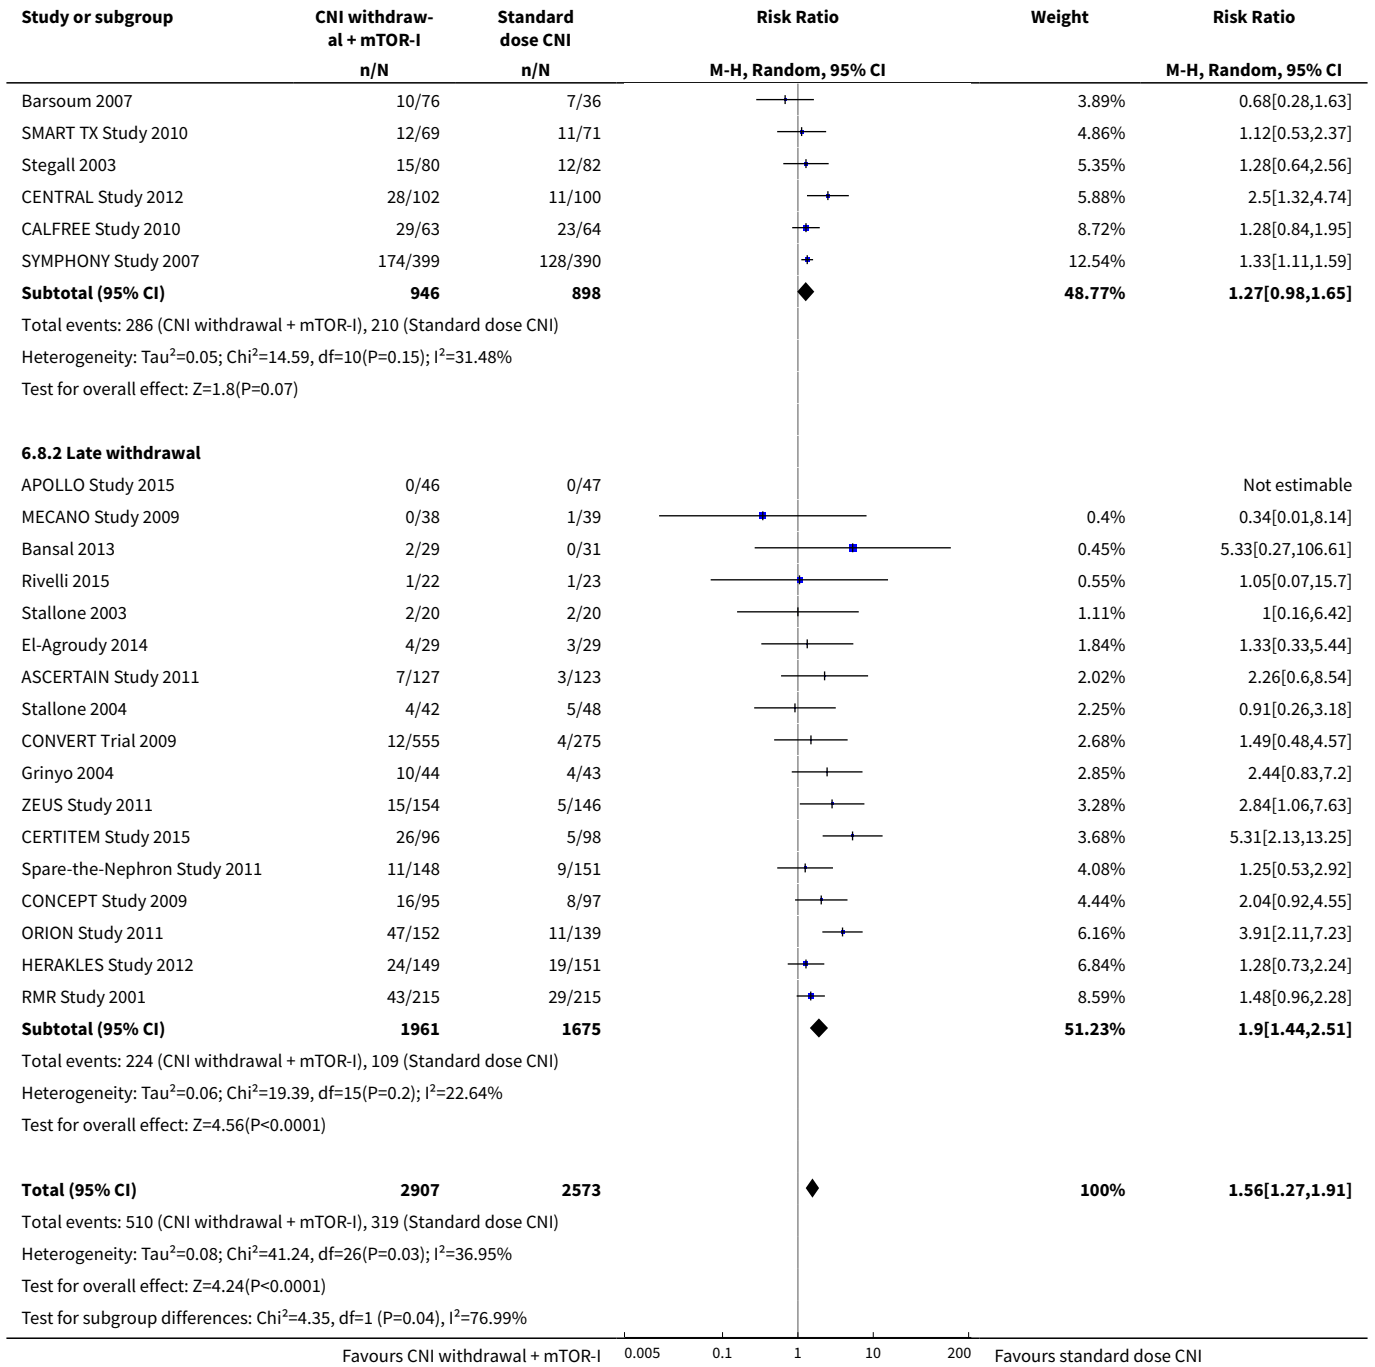 Study or subgroup CNI withdraw- Standard Risk Ratio Weight Risk Ratio
al + mTOR-I dose CNI
n/N n/N M-H, Random, 95% CI M-H, Random, 95% CI
Barsoum 2007 10/76 7/36 3.89% 0.68[0.28,1.63]
SMART TX Study 2010 12/69 11/71 4.86% 1.12[0.53,2.37]
Stegall 2003 15/80 12/82 5.35% 1.28[0.64,2.56]
CENTRAL Study 2012 28/102 11/100 5.88% 2.5[1.32,4.74]
CALFREE Study 2010 29/63 23/64 8.72% 1.28[0.84,1.95]
SYMPHONY Study 2007 174/399 128/390 12.54% 1.33[1.11,1.59]
Subtotal (95% CI) 946 898 48.77% 1.27[0.98,1.65]
Total events: 286 (CNI withdrawal + mTOR-I), 210 (Standard dose CNI)
Heterogeneity: Tau²=0.05; Chi²=14.59, df=10(P=0.15); I²=31.48%
Test for overall effect: Z=1.8(P=0.07)
6.8.2 Late withdrawal
APOLLO Study 2015 0/46 0/47 Not estimable
MECANO Study 2009 0/38 1/39 0.4% 0.34[0.01,8.14]
Bansal 2013 2/29 0/31 0.45% 5.33[0.27,106.61]
Rivelli 2015 1/22 1/23 0.55% 1.05[0.07,15.7]
Stallone 2003 2/20 2/20 1.11% 1[0.16,6.42]
El-Agroudy 2014 4/29 3/29 1.84% 1.33[0.33,5.44]
ASCERTAIN Study 2011 7/127 3/123 2.02% 2.26[0.6,8.54]
Stallone 2004 4/42 5/48 2.25% 0.91[0.26,3.18]
CONVERT Trial 2009 12/555 4/275 2.68% 1.49[0.48,4.57]
Grinyo 2004 10/44 4/43 2.85% 2.44[0.83,7.2]
ZEUS Study 2011 15/154 5/146 3.28% 2.84[1.06,7.63]
CERTITEM Study 2015 26/96 5/98 3.68% 5.31[2.13,13.25]
Spare-the-Nephron Study 2011 11/148 9/151 4.08% 1.25[0.53,2.92]
CONCEPT Study 2009 16/95 8/97 4.44% 2.04[0.92,4.55]
ORION Study 2011 47/152 11/139 6.16% 3.91[2.11,7.23]
HERAKLES Study 2012 24/149 19/151 6.84% 1.28[0.73,2.24]
RMR Study 2001 43/215 29/215 8.59% 1.48[0.96,2.28]
Subtotal (95% CI) 1961 1675 51.23% 1.9[1.44,2.51]
Total events: 224 (CNI withdrawal + mTOR-I), 109 (Standard dose CNI)
Heterogeneity: Tau²=0.06; Chi²=19.39, df=15(P=0.2); I²=22.64%
Test for overall effect: Z=4.56(P<0.0001)
Total (95% CI) 2907 2573 100% 1.56[1.27,1.91]
Total events: 510 (CNI withdrawal + mTOR-I), 319 (Standard dose CNI)
Heterogeneity: Tau²=0.08; Chi²=41.24, df=26(P=0.03); I²=36.95%
Test for overall effect: Z=4.24(P<0.0001)
Test for subgroup differences: Chi²=4.35, df=1 (P=0.04), I²=76.99%
Favours CNI withdrawal + mTOR-I 0.005 0.1 1 10 200 Favours standard dose CNI